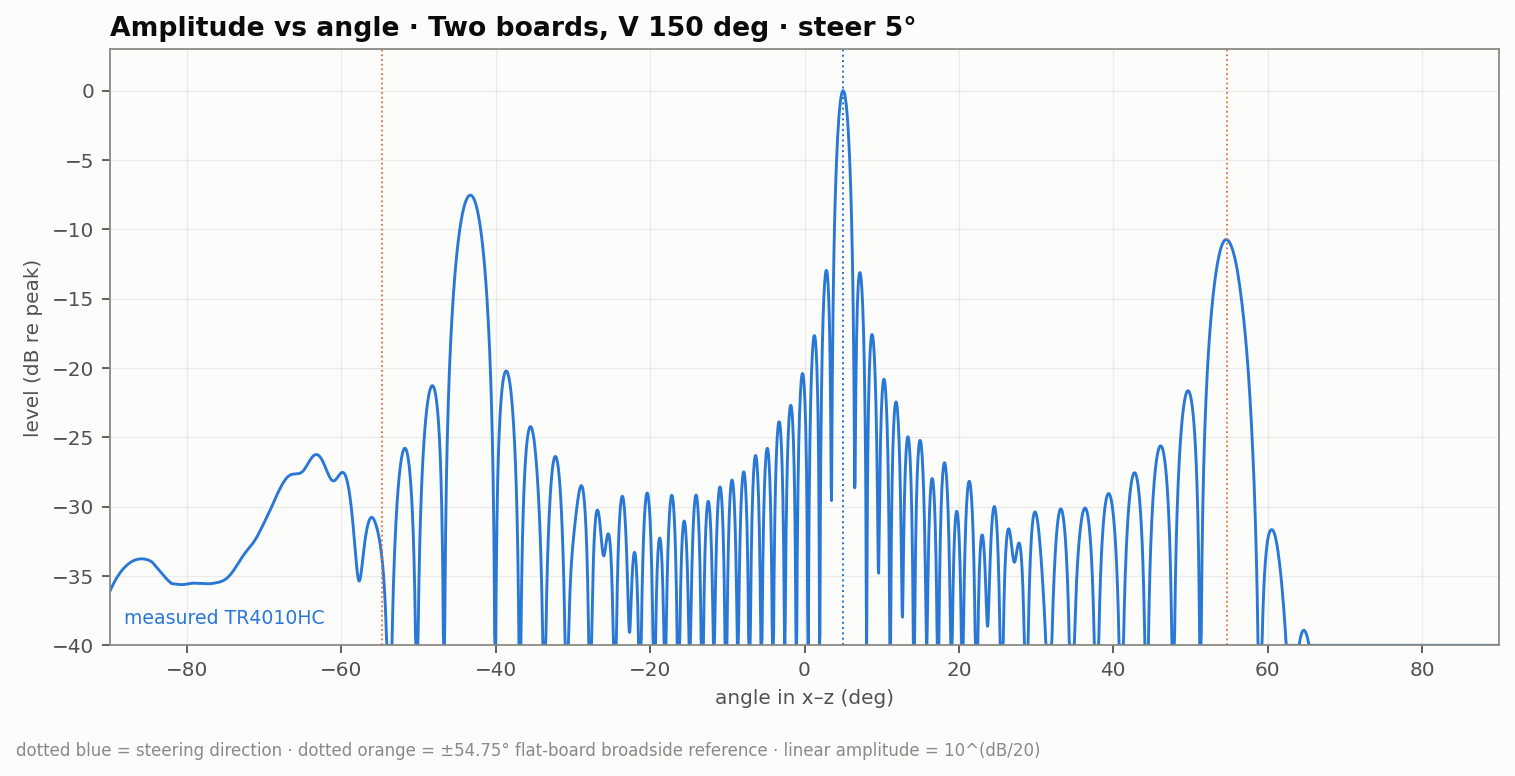 Amplitude vs angle · Two boards, V 150 deg · steer 5°
level (dB re peak)
0
−5
−10
−15
−20
−25
−30
−35
−40
measured TR4010HC
−80 −60 −40 −20 0 20 40 60 80
angle in x–z (deg)
dotted blue = steering direction · dotted orange = ±54.75° flat-board broadside reference · linear amplitude = 10^(dB/20)